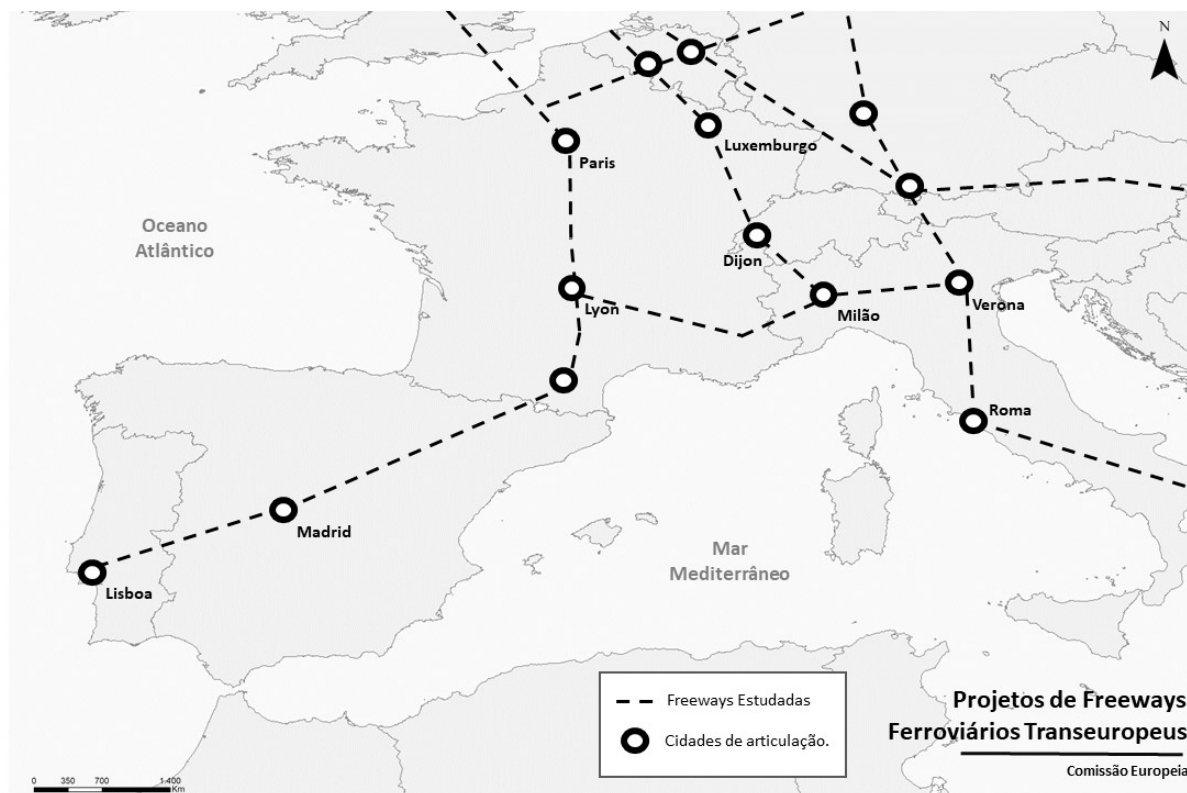 N
Paris
Luxemburgo
Oceano
Atlântico
Dijon
Lyon
Milão
Verona
Roma
Madrid
Mar
Mediterrâneo
Lisboa
Freeways Estudadas
Cidades de articulação.
Projetos de Freeways
Ferroviários Transeuropeus
Comissão Europeia
0 350 700 1 400
Km